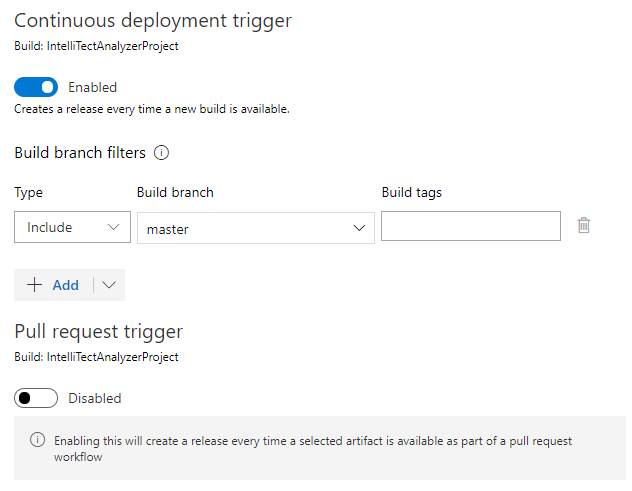 Continuous deployment trigger
Build: IntelliTectAnalyzerProject
Enabled
Creates a release every time a new build is available.
Build branch filters
Type Build branch Build tags
Include master
Add
Pull request trigger
Build: IntelliTectAnalyzerProject
Disabled
Enabling this will create a release every time a selected artifact is available as part of a pull request
workflow